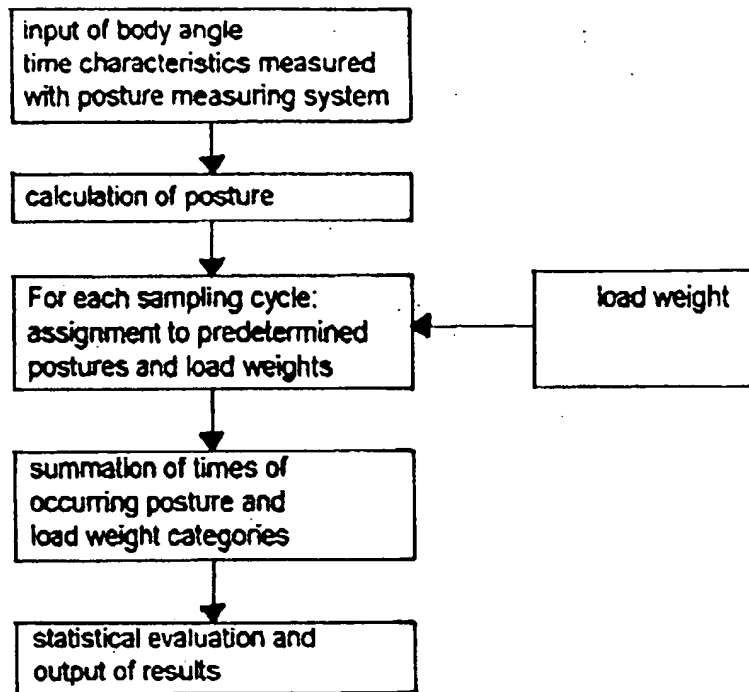 input of body angle
time characteristics measured
with posture measuring system
calculation of posture
For each sampling cycle:
assignment to predetermined
postures and load weights
load weight
summation of times of
occurring posture and
load weight categories
statistical evaluation and
output of results